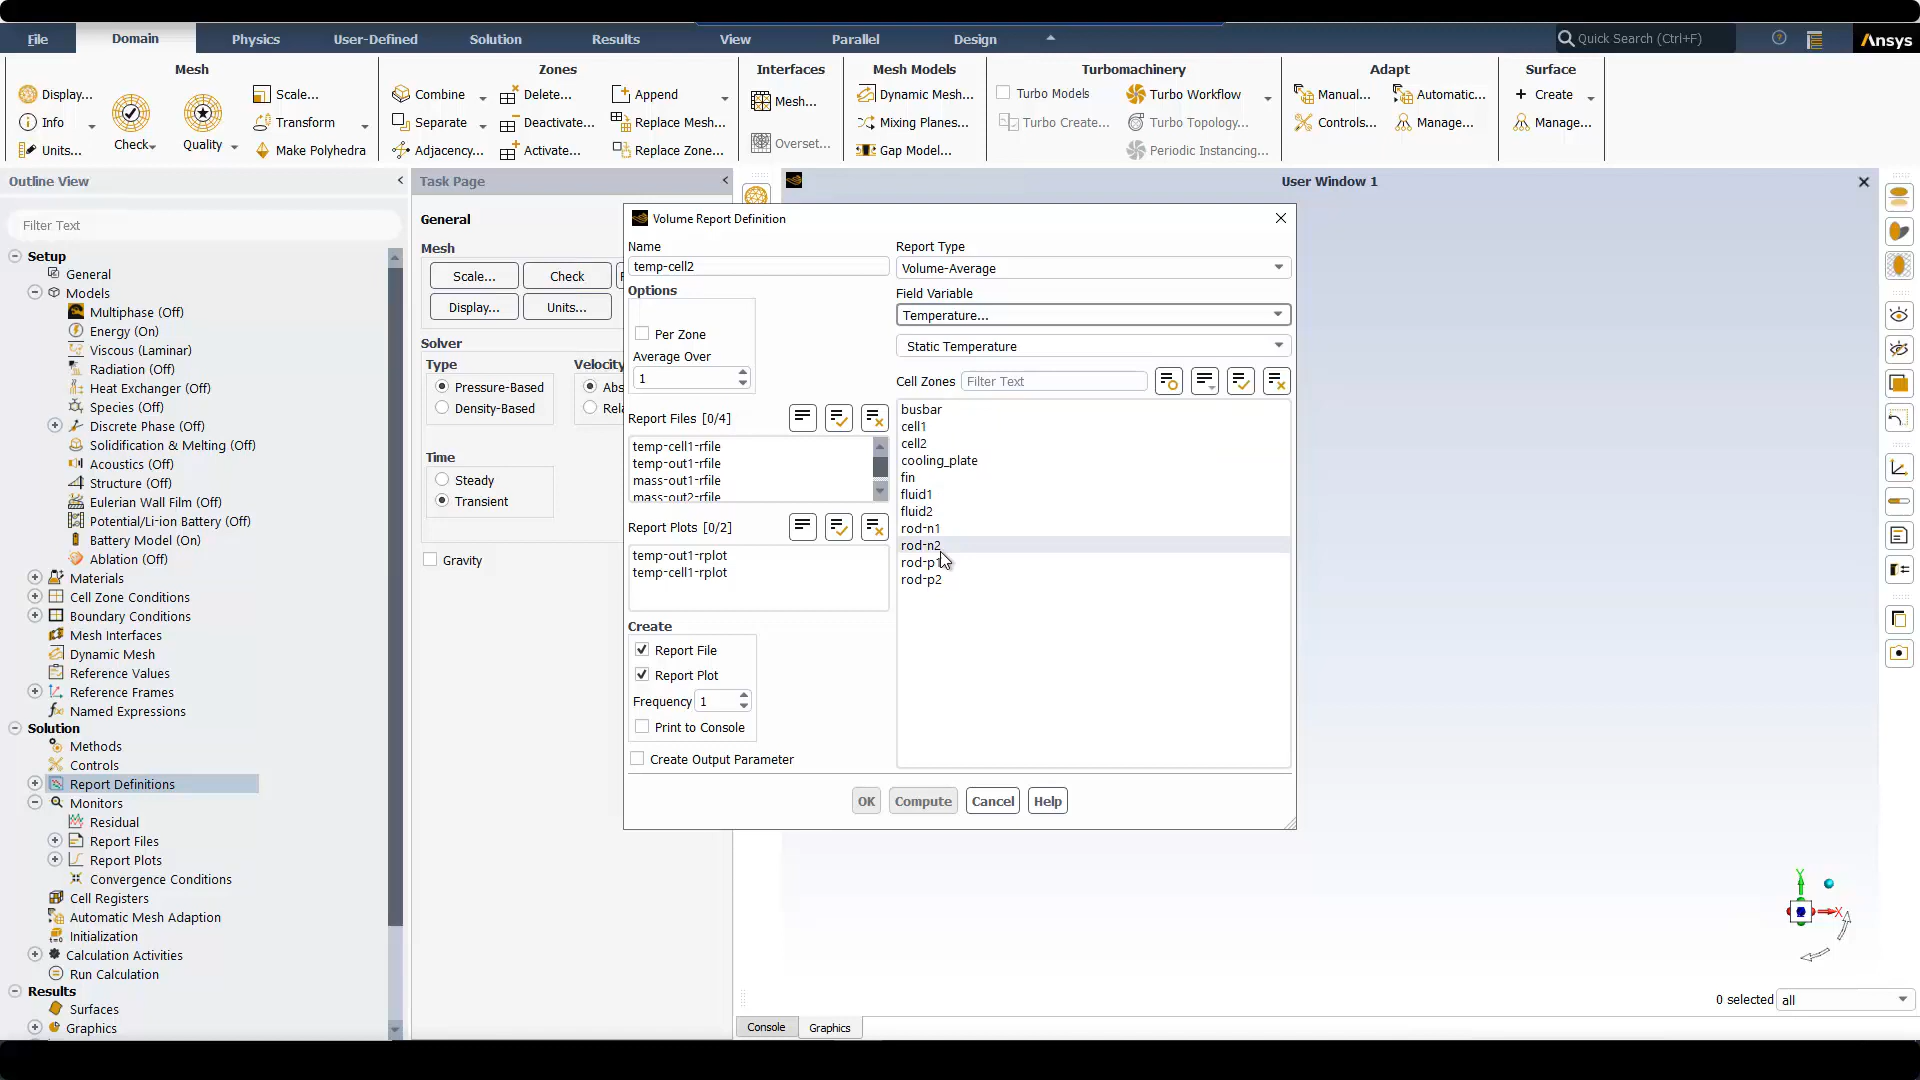 File
Domain
Physics
User-Defined
Solution
Results
View
Parallel
Design
Quick Search (Ctrl+F)
Ansys
Mesh
Display...
Info
Units...
Check
Quality
Scale...
Transform
Make Polyhedra
Zones
Combine
Separate
Adjacency...
Delete...
Deactivate...
Activate...
Append
Replace Mesh...
Replace Zone...
Interfaces
Mesh...
Overset...
Mesh Models
Dynamic Mesh...
Mixing Planes...
Gap Model...
Turbomachinery
Turbo Models
Turbo Create...
Turbo Workflow
Turbo Topology...
Periodic Instancing...
Adapt
Manual...
Controls...
Automatic...
Manage...
Surface
Create
Manage...
Outline View
Filter Text
Setup
General
Models
Multiphase (Off)
Energy (On)
Viscous (Laminar)
Radiation (Off)
Heat Exchanger (Off)
Species (Off)
Discrete Phase (Off)
Solidification & Melting (Off)
Acoustics (Off)
Structure (Off)
Eulerian Wall Film (Off)
Potential/Li-ion Battery (Off)
Battery Model (On)
Ablation (Off)
Materials
Cell Zone Conditions
Boundary Conditions
Mesh Interfaces
Dynamic Mesh
Reference Values
Reference Frames
Named Expressions
Solution
Methods
Controls
Report Definitions
Monitors
Residual
Report Files
Report Plots
Convergence Conditions
Cell Registers
Automatic Mesh Adaption
Initialization
Calculation Activities
Run Calculation
Results
Surfaces
Graphics
Task Page
General
Mesh
Scale...
Check
Display...
Units...
Solver
Type
Pressure-Based
Density-Based
Velocity
Abs
Rela
Time
Steady
Transient
Gravity
User Window 1
Volume Report Definition
Name
temp-cell2
Options
Per Zone
Average Over
1
Report Files [0/4]
temp-cell1-rfile
temp-out1-rfile
mass-out1-rfile
mass-out2-rfile
Report Plots [0/2]
temp-out1-rplot
temp-cell1-rplot
Create
Report File
Report Plot
Frequency 1
Print to Console
Create Output Parameter
Report Type
Volume-Average
Field Variable
Temperature...
Static Temperature
Cell Zones
Filter Text
busbar
cell1
cell2
cooling_plate
fin
fluid1
fluid2
rod-n1
rod-n2
rod-p1
rod-p2
OK
Compute
Cancel
Help
Y
X
0 selected
all
Console
Graphics